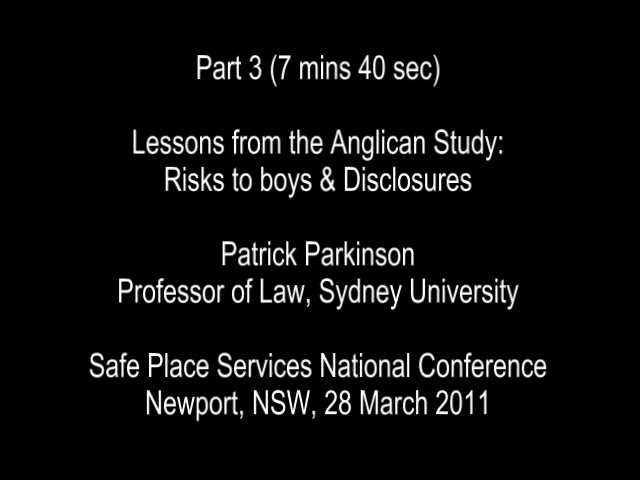 Part 3 (7 mins 40 sec)
Lessons from the Anglican Study:
Risks to boys & Disclosures
Patrick Parkinson
Professor of Law, Sydney University
Safe Place Services National Conference
Newport, NSW, 28 March 2011